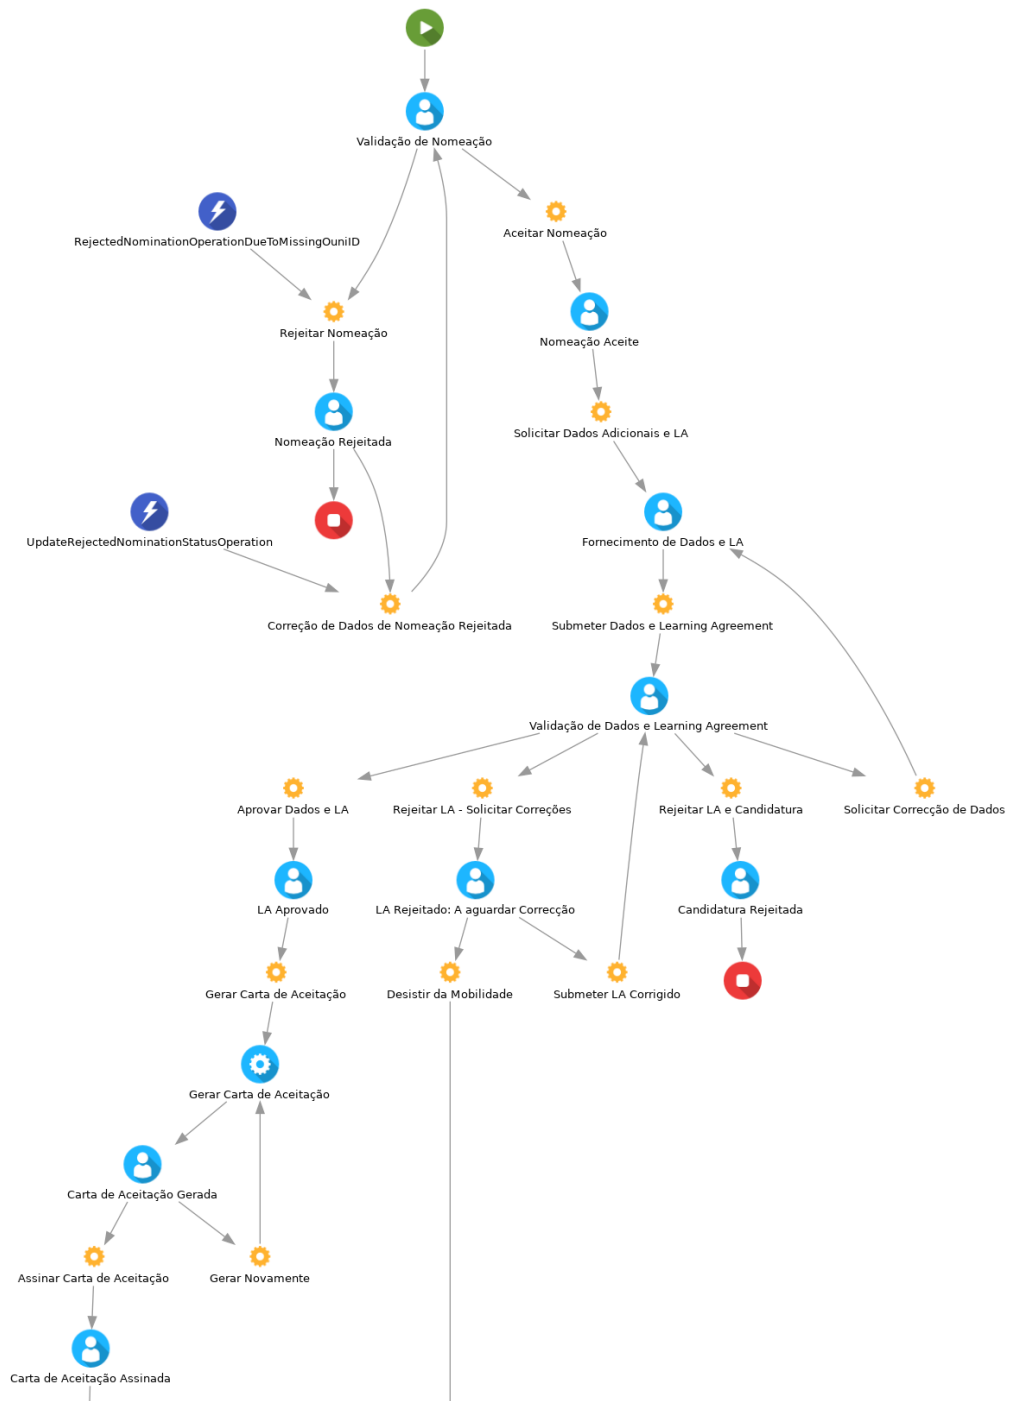 Validação de Nomeação
RejectedNominationOperationDueToMissingOuniID
Aceitar Nomeação
Rejeitar Nomeação
Nomeação Aceite
Nomeação Rejeitada
Solicitar Dados Adicionais e LA
UpdateRejectedNominationStatusOperation
Fornecimento de Dados e LA
Correção de Dados de Nomeação Rejeitada
Submeter Dados e Learning Agreement
Validação de Dados e Learning Agreement
Aprovar Dados e LA
Rejeitar LA - Solicitar Correções
Rejeitar LA e Candidatura
Solicitar Correcção de Dados
LA Aprovado
LA Rejeitado: A aguardar Correcção
Candidatura Rejeitada
Gerar Carta de Aceitação
Desistir da Mobilidade
Submeter LA Corrigido
Gerar Carta de Aceitação
Carta de Aceitação Gerada
Assinar Carta de Aceitação
Gerar Novamente
Carta de Aceitação Assinada